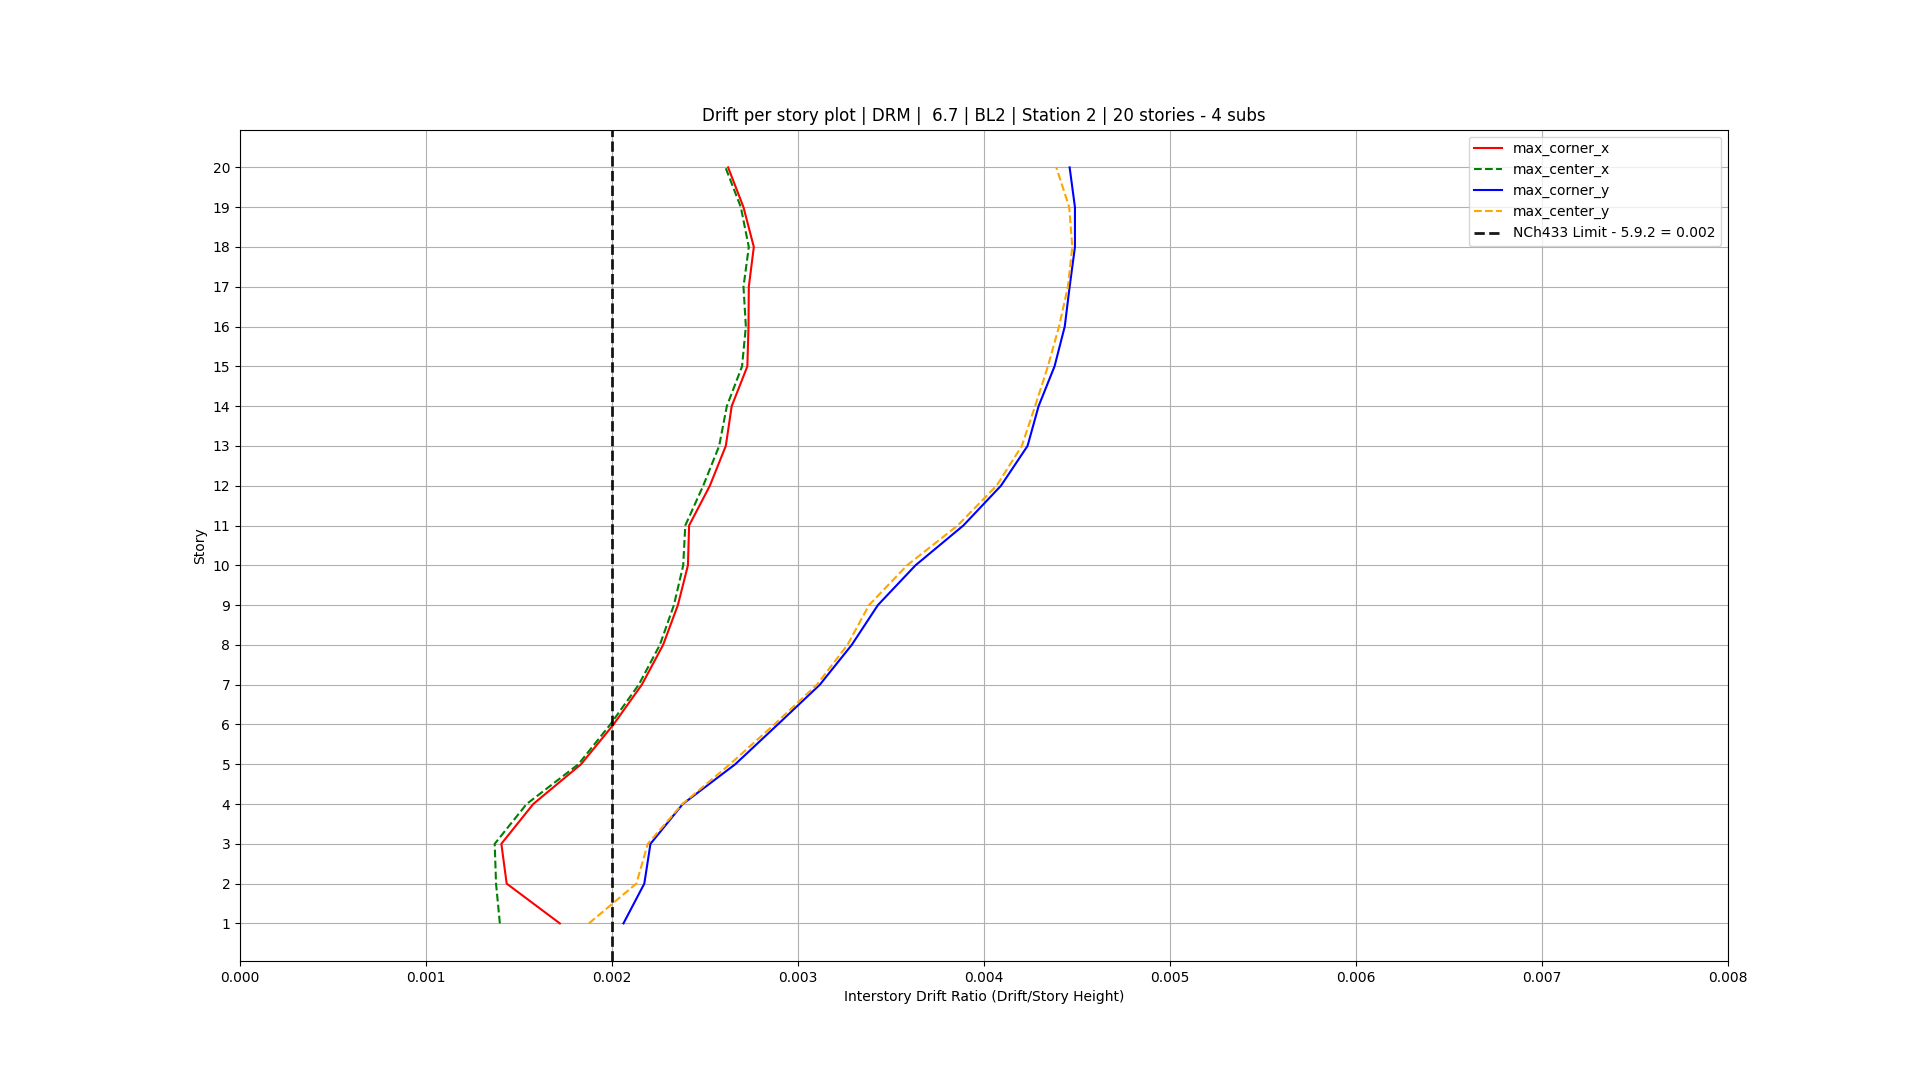 Drift per story plot | DRM |  6.7 | BL2 | Station 2 | 20 stories - 4 subs
max_corner_x
max_center_x
max_corner_y
max_center_y
NCh433 Limit - 5.9.2 = 0.002
Story
20
19
18
17
16
15
14
13
12
11
10
9
8
7
6
5
4
3
2
1
0.000 0.001 0.002 0.003 0.004 0.005 0.006 0.007 0.008
Interstory Drift Ratio (Drift/Story Height)